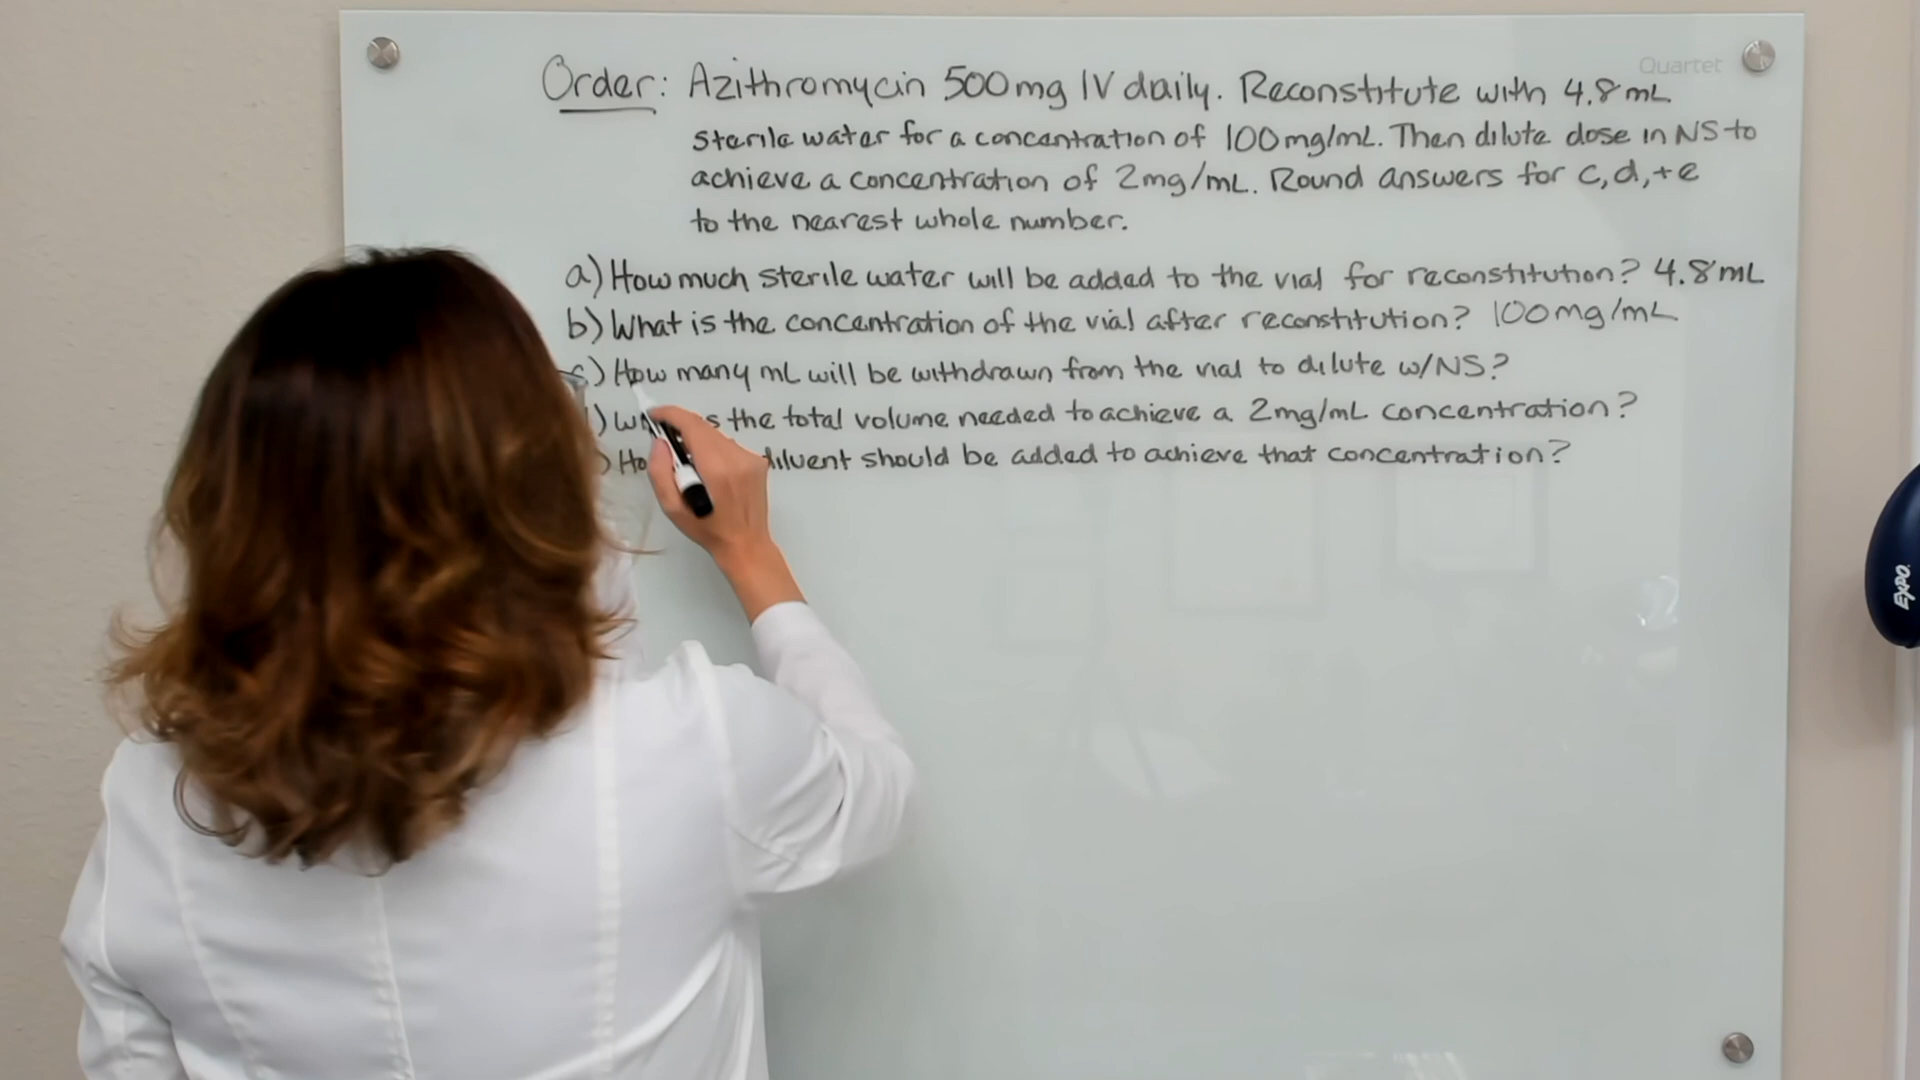 Quartet
Order: Azithromycin 500mg IV daily. Reconstitute with 4.8mL
sterile water for a concentration of 100mg/mL. Then dilute dose in NS to
achieve a concentration of 2mg/mL. Round answers for c,d,+e
to the nearest whole number.
a) How much sterile water will be added to the vial for reconstitution? 4.8mL
b) What is the concentration of the vial after reconstitution? 100mg/mL
c) How many mL will be withdrawn from the vial to dilute w/NS?
the total volume needed to achieve a 2mg/mL concentration?
diluent should be added to achieve that concentration?
EXPO